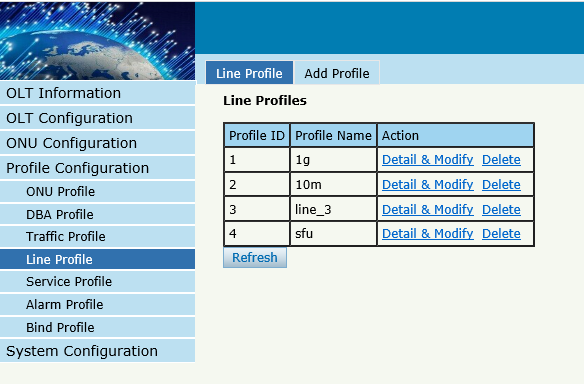 OLT Information
OLT Configuration
ONU Configuration
Profile Configuration
ONU Profile
DBA Profile
Traffic Profile
Line Profile
Service Profile
Alarm Profile
Bind Profile
System Configuration
Line Profile Add Profile
Line Profiles
Profile ID Profile Name Action
1 1g Detail & Modify Delete
2 10m Detail & Modify Delete
3 line_3 Detail & Modify Delete
4 sfu Detail & Modify Delete
Refresh